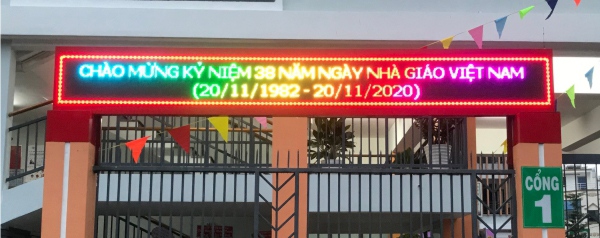 CHÀO MỪNG KỶ NIỆM 38 NĂM NGÀY NHÀ GIÁO VIỆT NAM
(20/11/1982 - 20/11/2020)
CỔNG
1